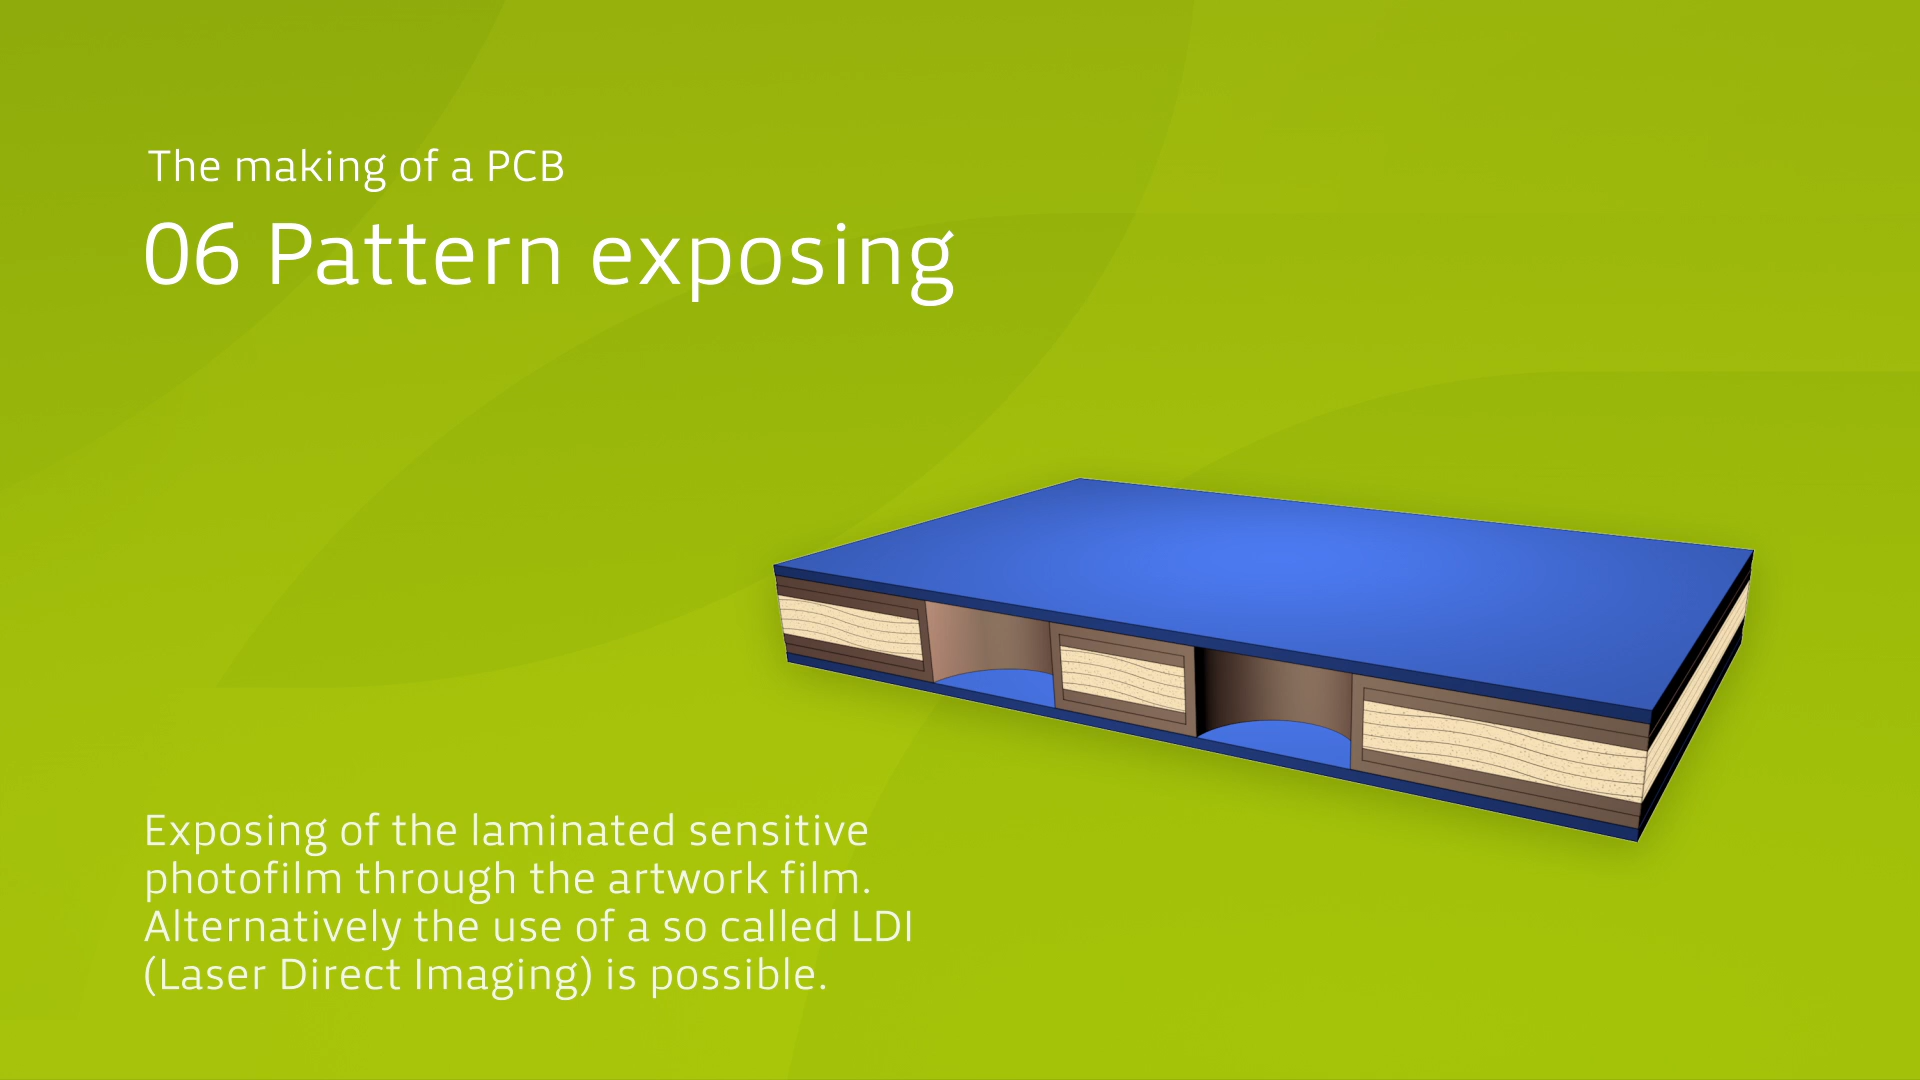 The making of a PCB
06 Pattern exposing
Exposing of the laminated sensitive
photofilm through the artwork film.
Alternatively the use of a so called LDI
(Laser Direct Imaging) is possible.